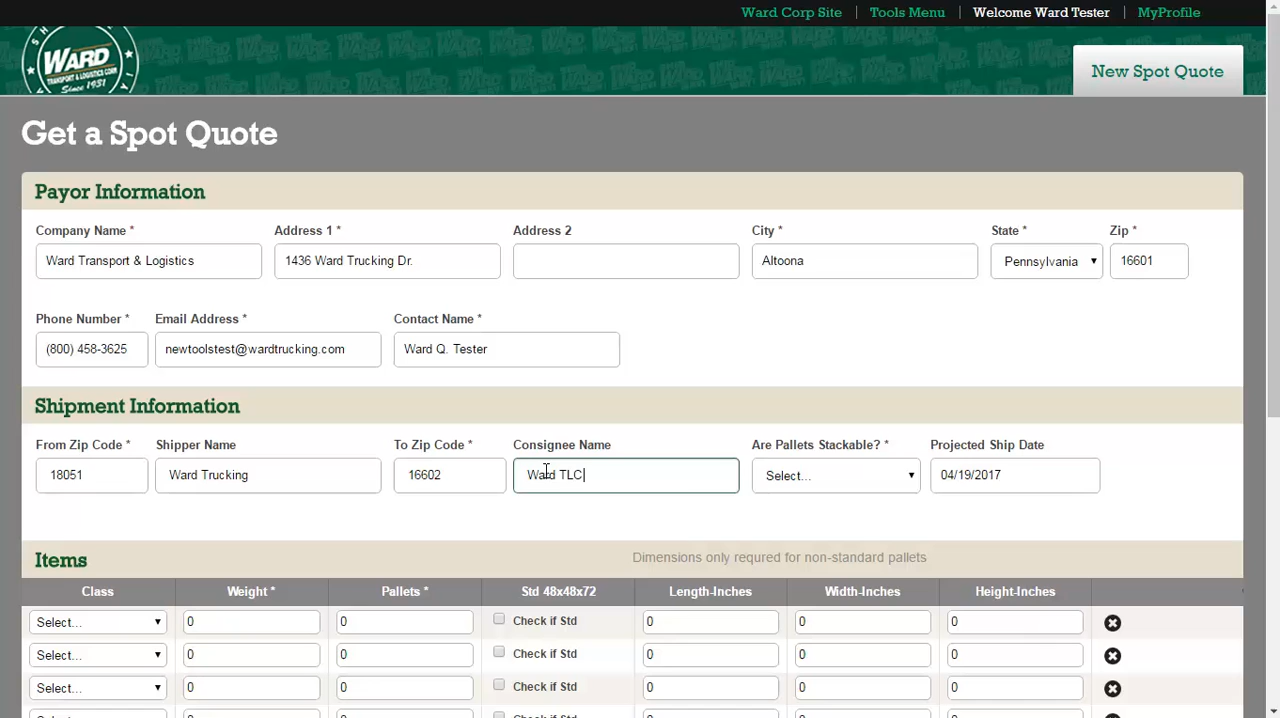 Ward Corp Site | Tools Menu | Welcome Ward Tester | MyProfile
WARD
TRANSPORT & LOGISTICS CORP
Since 1931
New Spot Quote
Get a Spot Quote
Payor Information
Company Name * Address 1 * Address 2 City * State * Zip *
Ward Transport & Logistics 1436 Ward Trucking Dr. Altoona Pennsylvania 16601
Phone Number * Email Address * Contact Name *
(800) 458-3625 newtoolstest@wardtrucking.com Ward Q. Tester
Shipment Information
From Zip Code * Shipper Name To Zip Code * Consignee Name Are Pallets Stackable? * Projected Ship Date
18051 Ward Trucking 16602 Ward TLC Select... 04/19/2017
Items Dimensions only requred for non-standard pallets
Class Weight * Pallets * Std 48x48x72 Length-Inches Width-Inches Height-Inches
Select... 0 0 Check if Std 0 0 0
Select... 0 0 Check if Std 0 0 0
Select... 0 0 Check if Std 0 0 0